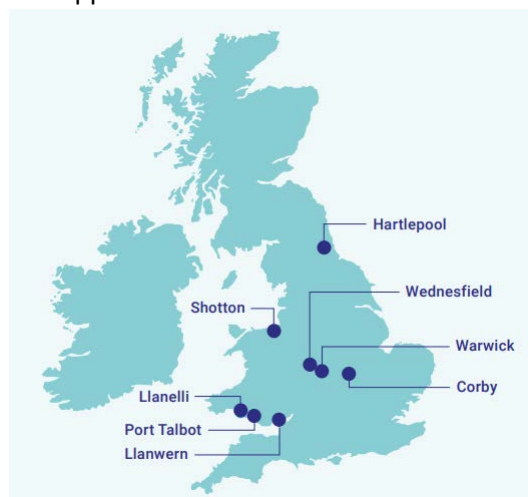 Hartlepool
Wednesfield
Shotton
Warwick
Corby
Llanelli
Port Talbot
Llanwern